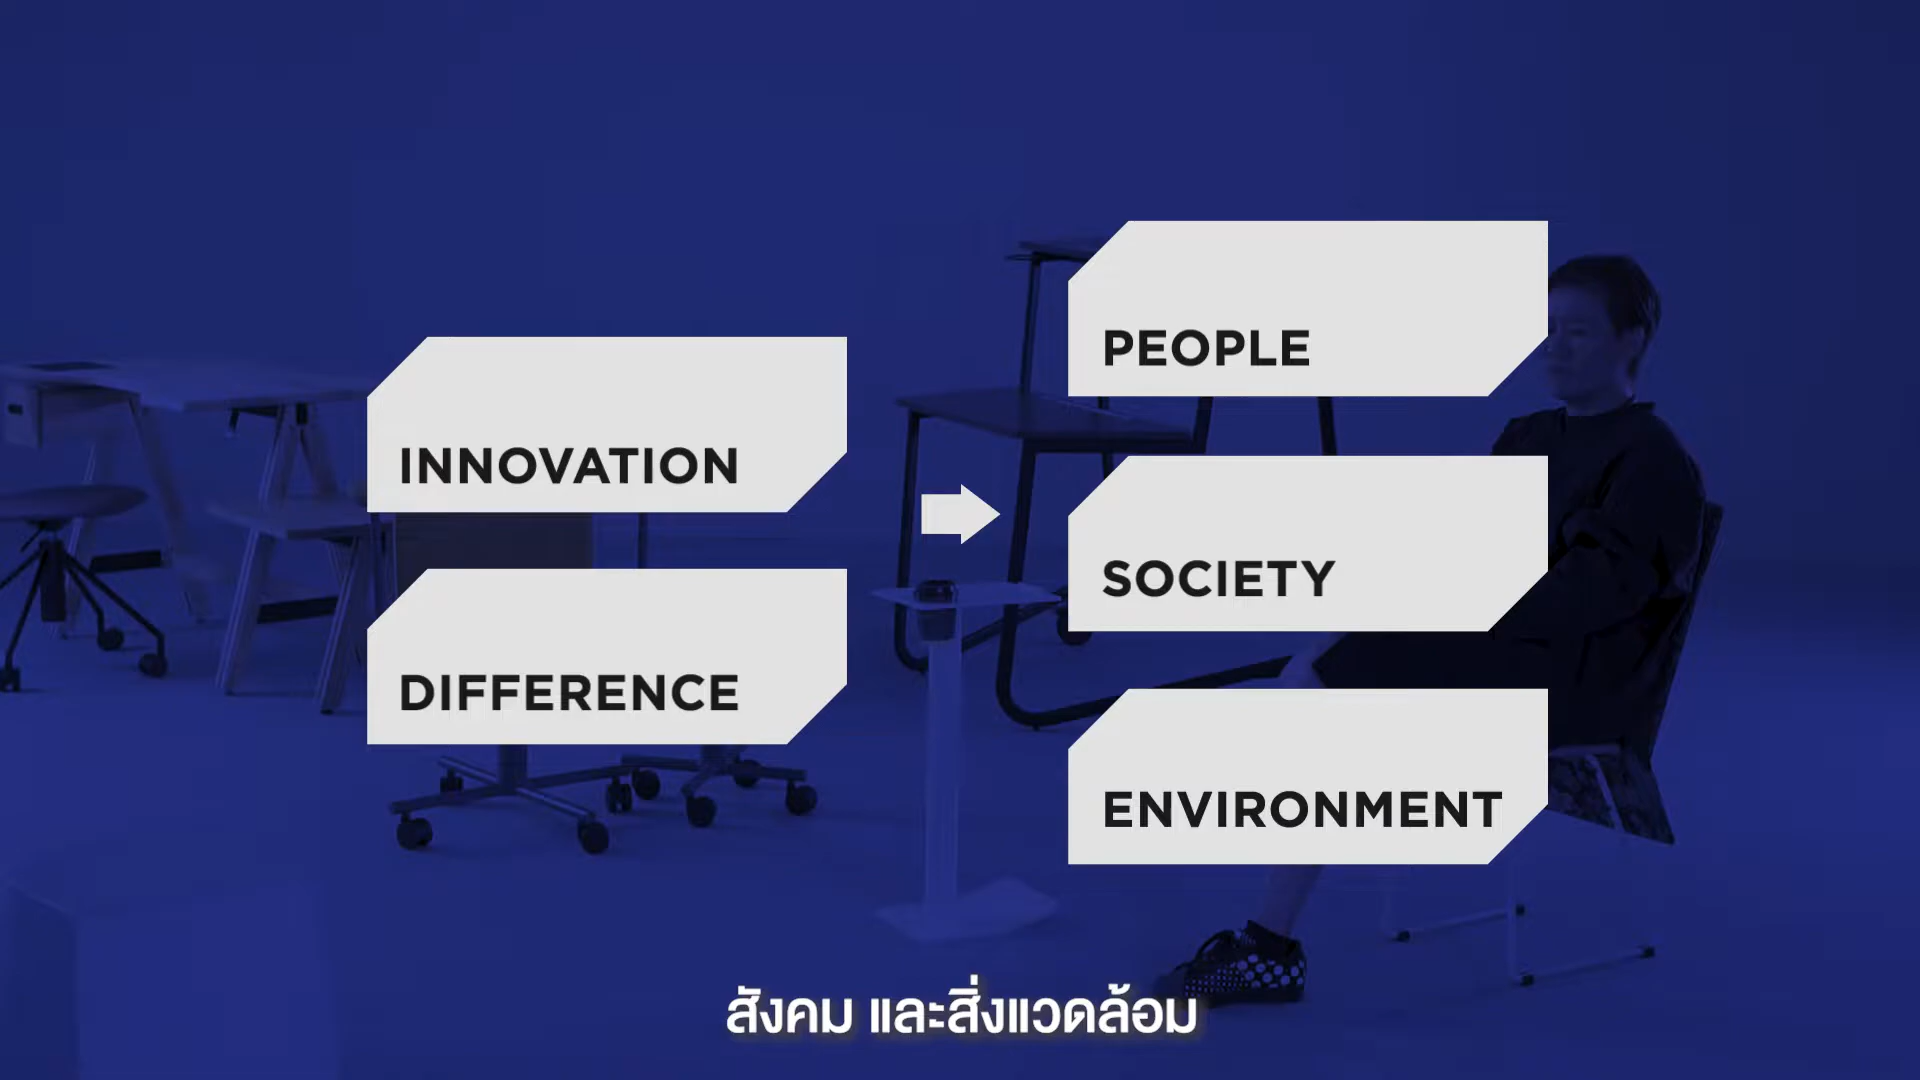 INNOVATION
DIFFERENCE
PEOPLE
SOCIETY
ENVIRONMENT
สังคม และสิ่งแวดล้อม